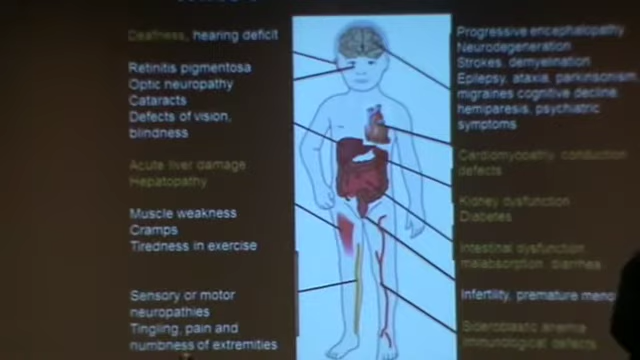 Deafness, hearing deficit
Retinitis pigmentosa
Optic neuropathy
Cataracts
Defects of vision,
blindness
Acute liver damage
Hepatopathy
Muscle weakness
Cramps
Tiredness in exercise
Sensory or motor
neuropathies
Tingling, pain and
numbness of extremities
Progressive encephalopathy
Neurodegeneration
Strokes, demyelination
Epilepsy, ataxia, parkinsonism
migraines cognitive decline
hemiparesis, psychiatric
symptoms
Cardiomyopathy, conduction
defects
Kidney dysfunction
Diabetes
Intestinal dysfunction
malabsorption, diarrhea
Infertility, premature meno
Sideroblastic anemia
Immunological defects